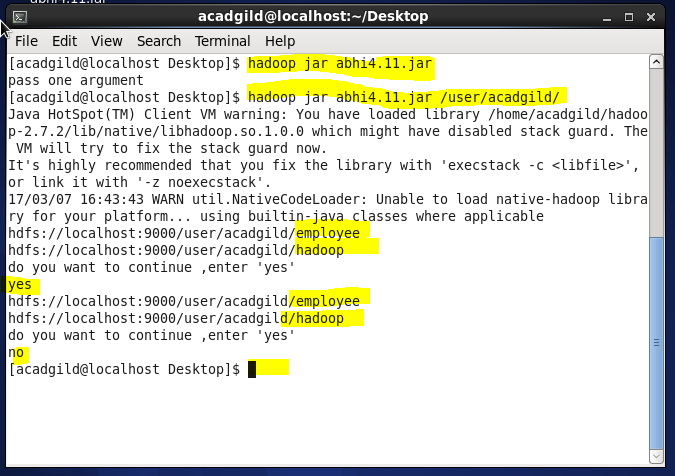 abhi4.11.jar
acadgild@localhost:~/Desktop
File Edit View Search Terminal Help
[acadgild@localhost Desktop]$ hadoop jar abhi4.11.jar
pass one argument
[acadgild@localhost Desktop]$ hadoop jar abhi4.11.jar /user/acadgild/
Java HotSpot(TM) Client VM warning: You have loaded library /home/acadgild/hadoo
p-2.7.2/lib/native/libhadoop.so.1.0.0 which might have disabled stack guard. The
 VM will try to fix the stack guard now.
It's highly recommended that you fix the library with 'execstack -c <libfile>',
or link it with '-z noexecstack'.
17/03/07 16:43:43 WARN util.NativeCodeLoader: Unable to load native-hadoop libra
ry for your platform... using builtin-java classes where applicable
hdfs://localhost:9000/user/acadgild/employee
hdfs://localhost:9000/user/acadgild/hadoop
do you want to continue ,enter 'yes'
yes
hdfs://localhost:9000/user/acadgild/employee
hdfs://localhost:9000/user/acadgild/hadoop
do you want to continue ,enter 'yes'
no
[acadgild@localhost Desktop]$